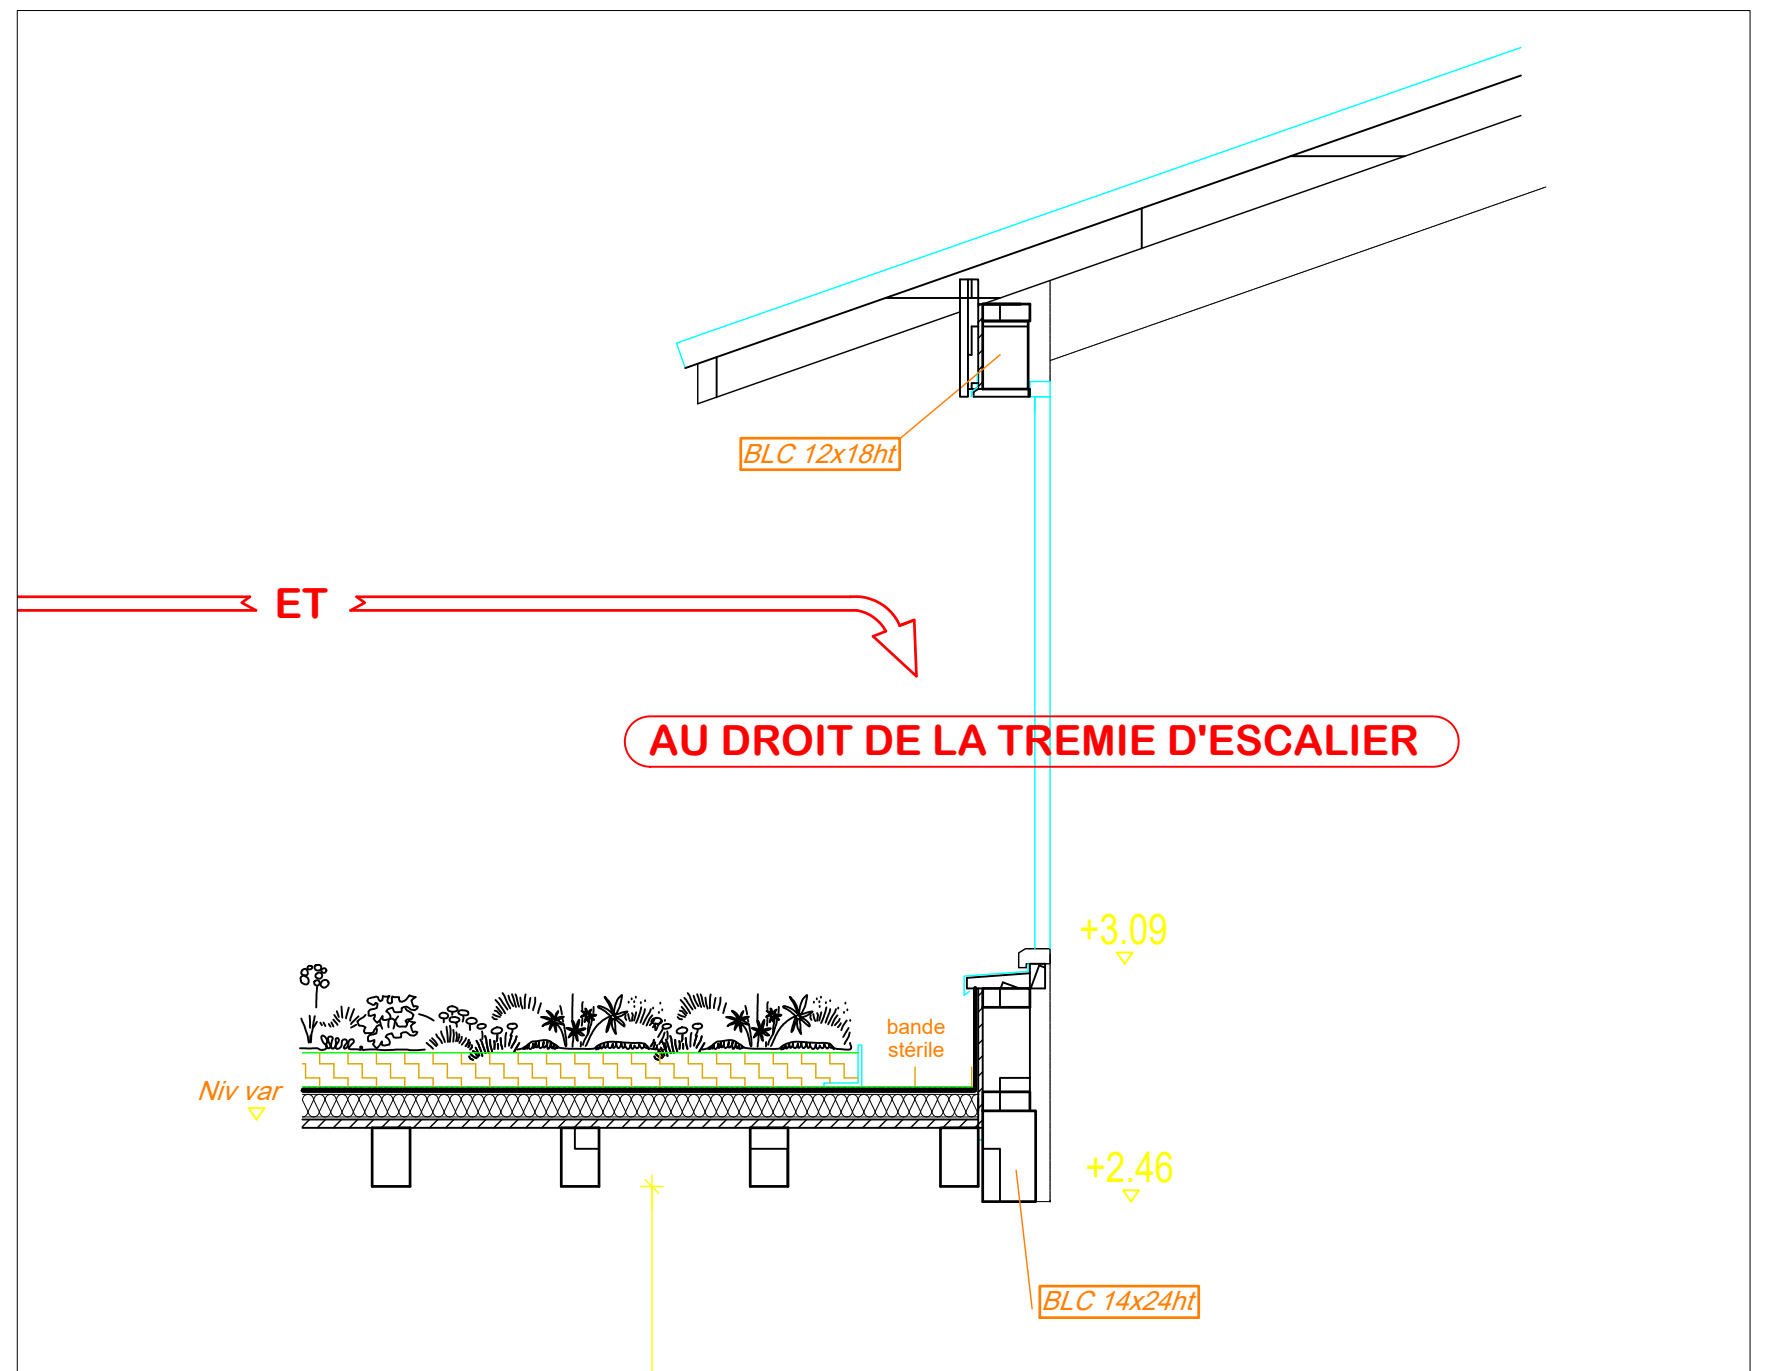 BLC 12x18ht
ET
AU DROIT DE LA TREMIE D'ESCALIER
+3.09
bande
stérile
Niv var
+2.46
BLC 14x24ht